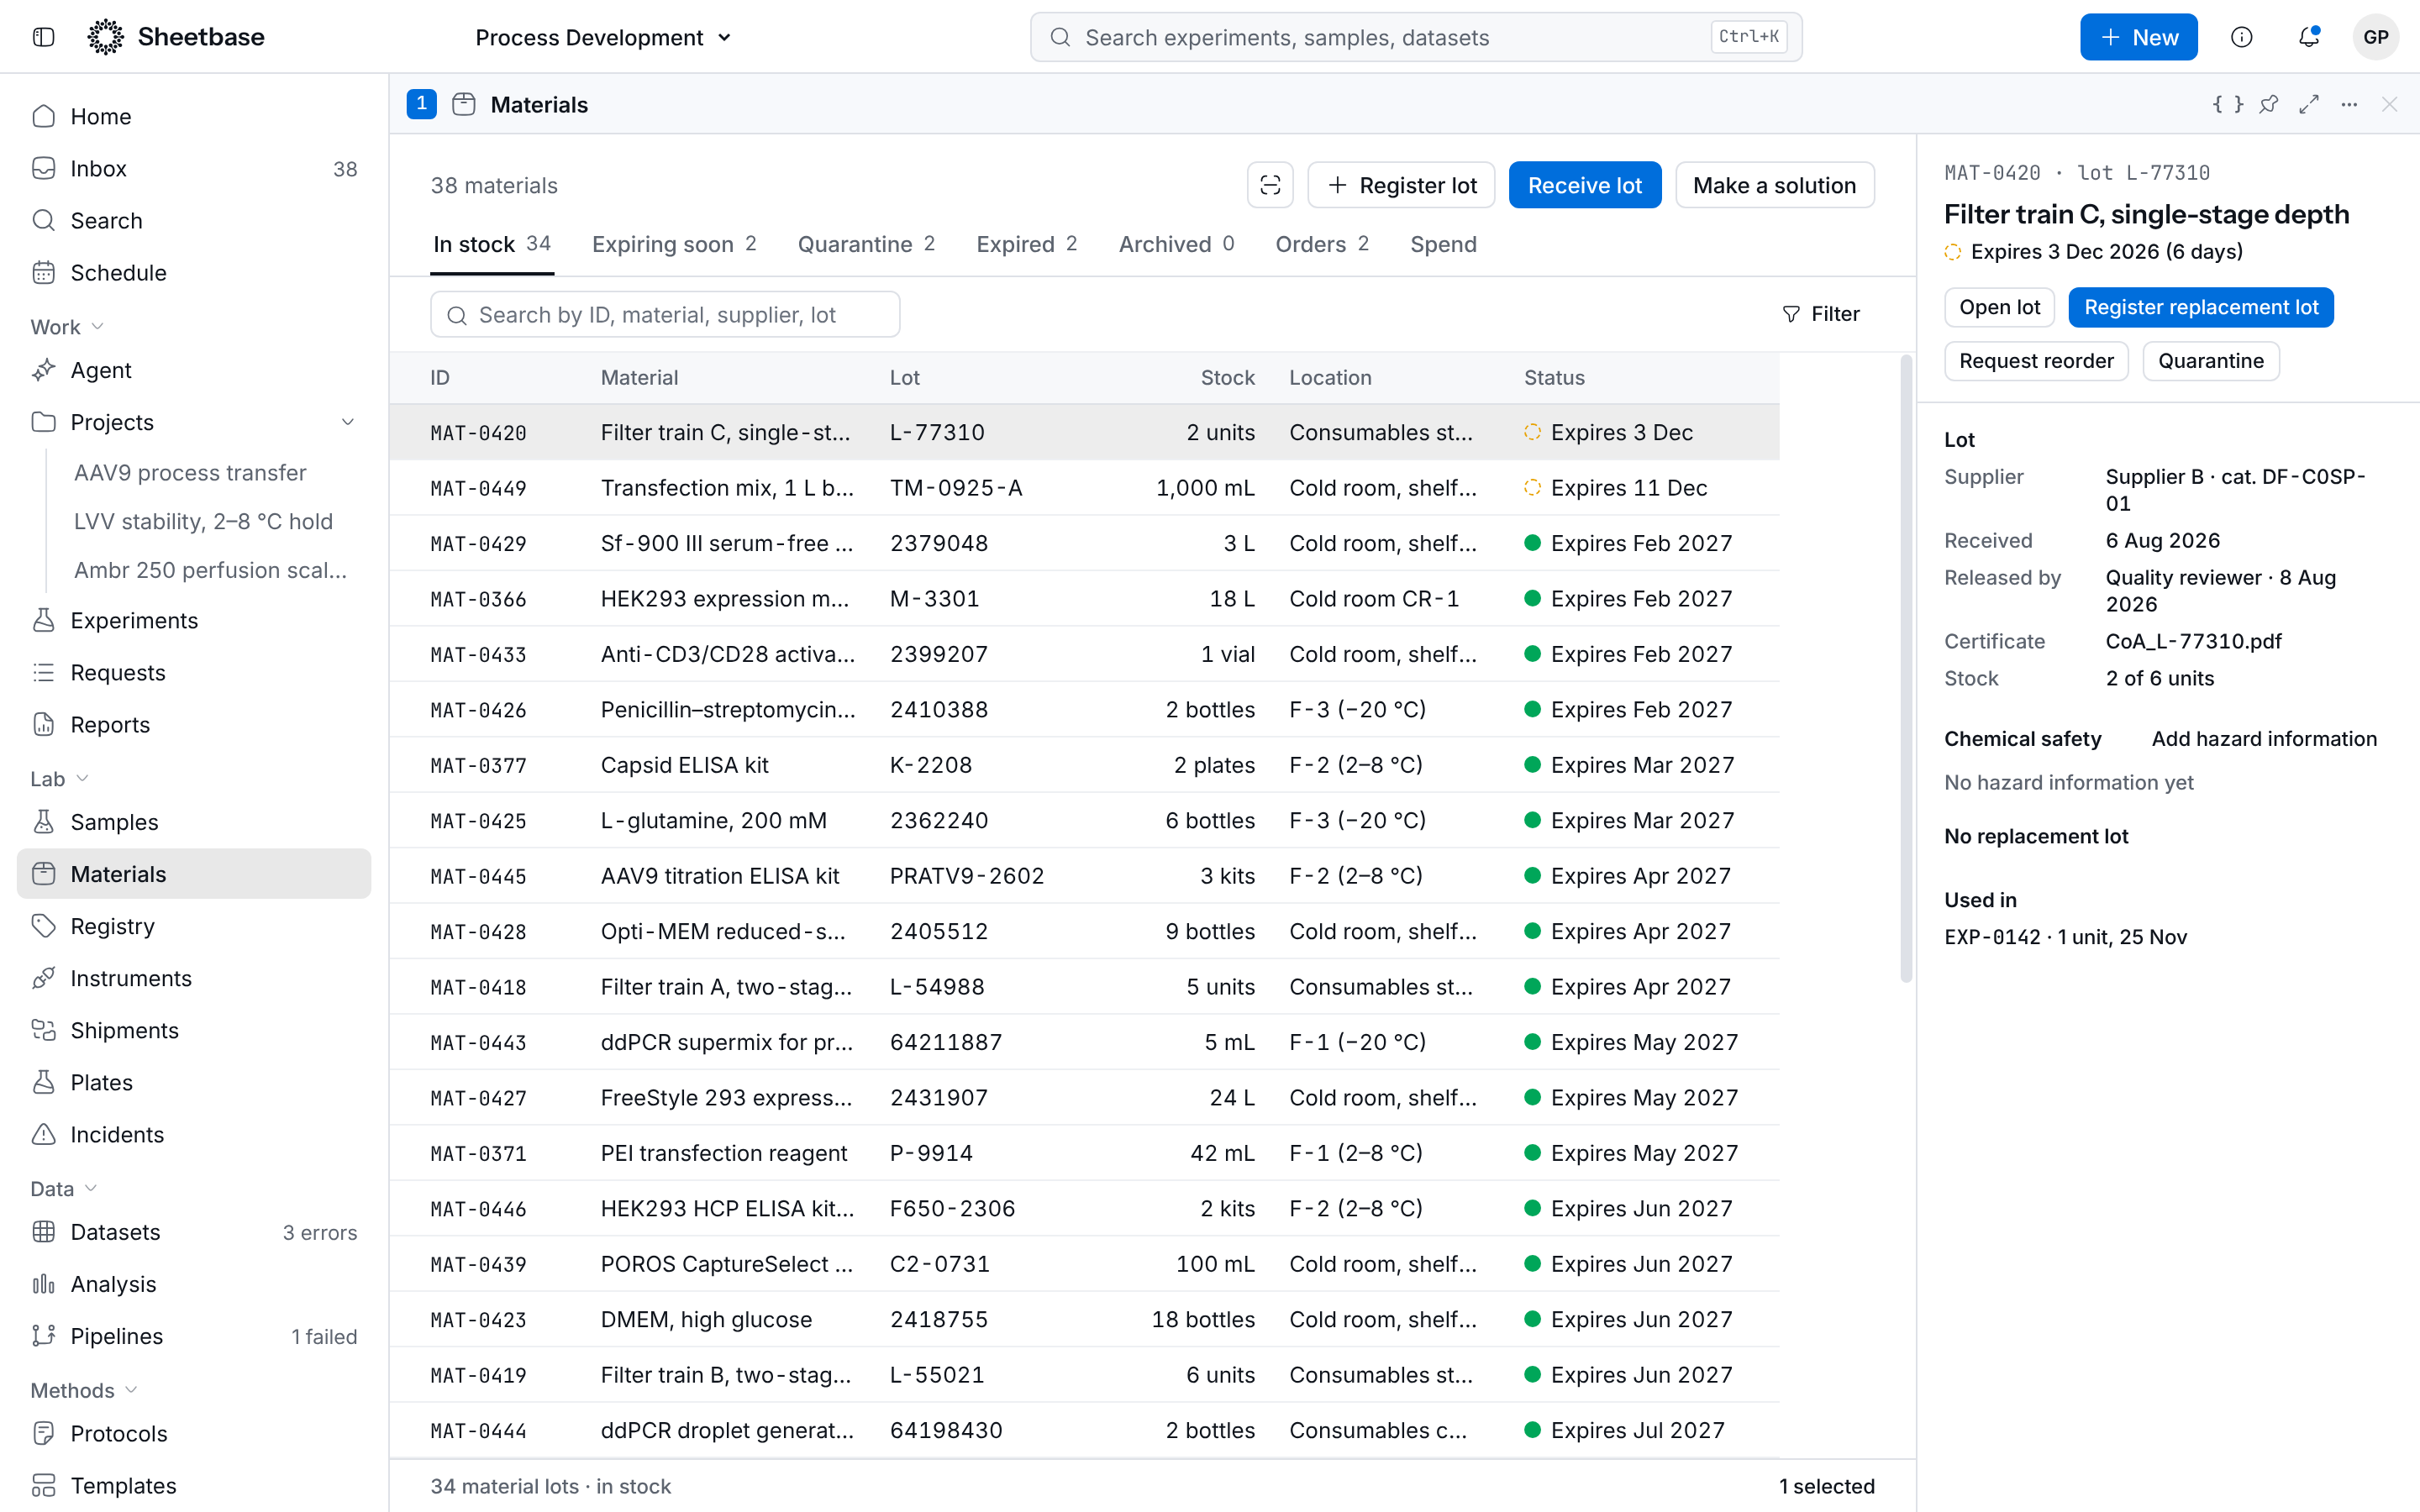 Sheetbase
Process Development
Search experiments, samples, datasets
Ctrl+K
New
GP
Home
Inbox 38
Search
Schedule
Work
Agent
Projects
AAV9 process transfer
LVV stability, 2–8 °C hold
Ambr 250 perfusion scal...
Experiments
Requests
Reports
Lab
Samples
Materials
Registry
Instruments
Shipments
Plates
Incidents
Data
Datasets 3 errors
Analysis
Pipelines 1 failed
Methods
Protocols
Templates
1 Materials
38 materials
Register lot
Receive lot
Make a solution
In stock 34 Expiring soon 2 Quarantine 2 Expired 2 Archived 0 Orders 2 Spend
Search by ID, material, supplier, lot
Filter
ID Material Lot Stock Location Status
MAT-0420 Filter train C, single-st... L-77310 2 units Consumables st... Expires 3 Dec
MAT-0449 Transfection mix, 1 L b... TM-0925-A 1,000 mL Cold room, shelf... Expires 11 Dec
MAT-0429 Sf-900 III serum-free ... 2379048 3 L Cold room, shelf... Expires Feb 2027
MAT-0366 HEK293 expression m... M-3301 18 L Cold room CR-1 Expires Feb 2027
MAT-0433 Anti-CD3/CD28 activa... 2399207 1 vial Cold room, shelf... Expires Feb 2027
MAT-0426 Penicillin–streptomycin... 2410388 2 bottles F-3 (−20 °C) Expires Feb 2027
MAT-0377 Capsid ELISA kit K-2208 2 plates F-2 (2–8 °C) Expires Mar 2027
MAT-0425 L-glutamine, 200 mM 2362240 6 bottles F-3 (−20 °C) Expires Mar 2027
MAT-0445 AAV9 titration ELISA kit PRATV9-2602 3 kits F-2 (2–8 °C) Expires Apr 2027
MAT-0428 Opti-MEM reduced-s... 2405512 9 bottles Cold room, shelf... Expires Apr 2027
MAT-0418 Filter train A, two-stag... L-54988 5 units Consumables st... Expires Apr 2027
MAT-0443 ddPCR supermix for pr... 64211887 5 mL F-1 (−20 °C) Expires May 2027
MAT-0427 FreeStyle 293 express... 2431907 24 L Cold room, shelf... Expires May 2027
MAT-0371 PEI transfection reagent P-9914 42 mL F-1 (2–8 °C) Expires May 2027
MAT-0446 HEK293 HCP ELISA kit... F650-2306 2 kits F-2 (2–8 °C) Expires Jun 2027
MAT-0439 POROS CaptureSelect ... C2-0731 100 mL Cold room, shelf... Expires Jun 2027
MAT-0423 DMEM, high glucose 2418755 18 bottles Cold room, shelf... Expires Jun 2027
MAT-0419 Filter train B, two-stag... L-55021 6 units Consumables st... Expires Jun 2027
MAT-0444 ddPCR droplet generat... 64198430 2 bottles Consumables c... Expires Jul 2027
34 material lots · in stock
1 selected
MAT-0420 · lot L-77310
Filter train C, single-stage depth
Expires 3 Dec 2026 (6 days)
Open lot
Register replacement lot
Request reorder
Quarantine
Lot
Supplier Supplier B · cat. DF-C0SP-
01
Received 6 Aug 2026
Released by Quality reviewer · 8 Aug
2026
Certificate CoA_L-77310.pdf
Stock 2 of 6 units
Chemical safety Add hazard information
No hazard information yet
No replacement lot
Used in
EXP-0142 · 1 unit, 25 Nov